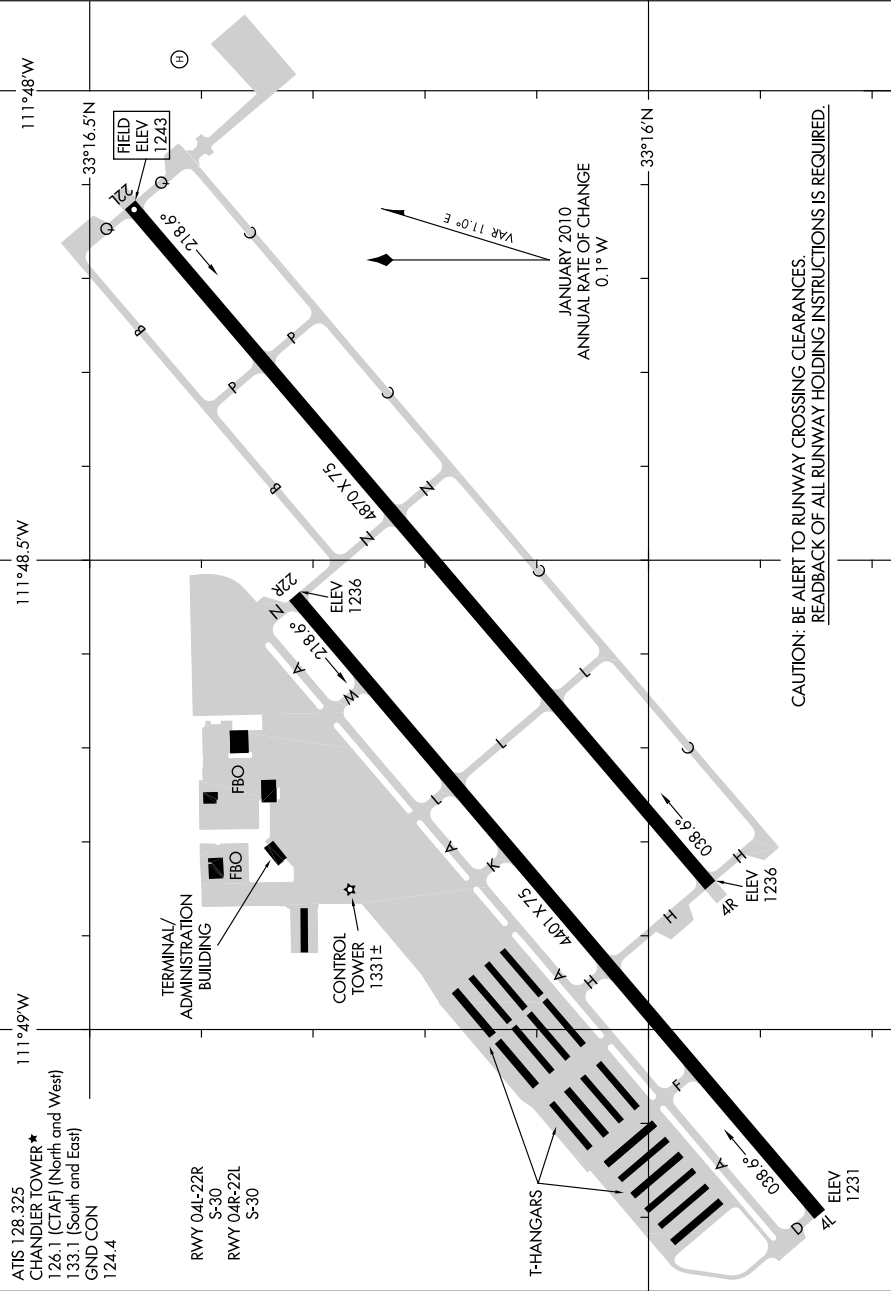 ATIS 128.325
CHANDLER TOWER★
126.1 (CTAF) (North and West)
133.1 (South and East)
GND CON
124.4
RWY 04L-22R
S-30
RWY 04R-22L
S-30
111°49'W
111°48.5'W
111°48'W
33°16.5'N
33°16'N
FIELD
ELEV
1243
H
22L
218.6°
Q
Q
B
B
P
P
C
C
C
C
N
N
N
4870 X 75
22R
ELEV
1236
218.6°
A
M
L
L
L
A
K
4401 X 75
A
H
H
H
F
A
D
038.6°
4L
ELEV
1231
038.6°
4R
ELEV
1236
FBO
FBO
TERMINAL/
ADMINISTRATION
BUILDING
CONTROL
TOWER
1331±
T-HANGARS
VAR 11.0° E
JANUARY 2010
ANNUAL RATE OF CHANGE
0.1° W
CAUTION: BE ALERT TO RUNWAY CROSSING CLEARANCES.
READBACK OF ALL RUNWAY HOLDING INSTRUCTIONS IS REQUIRED.